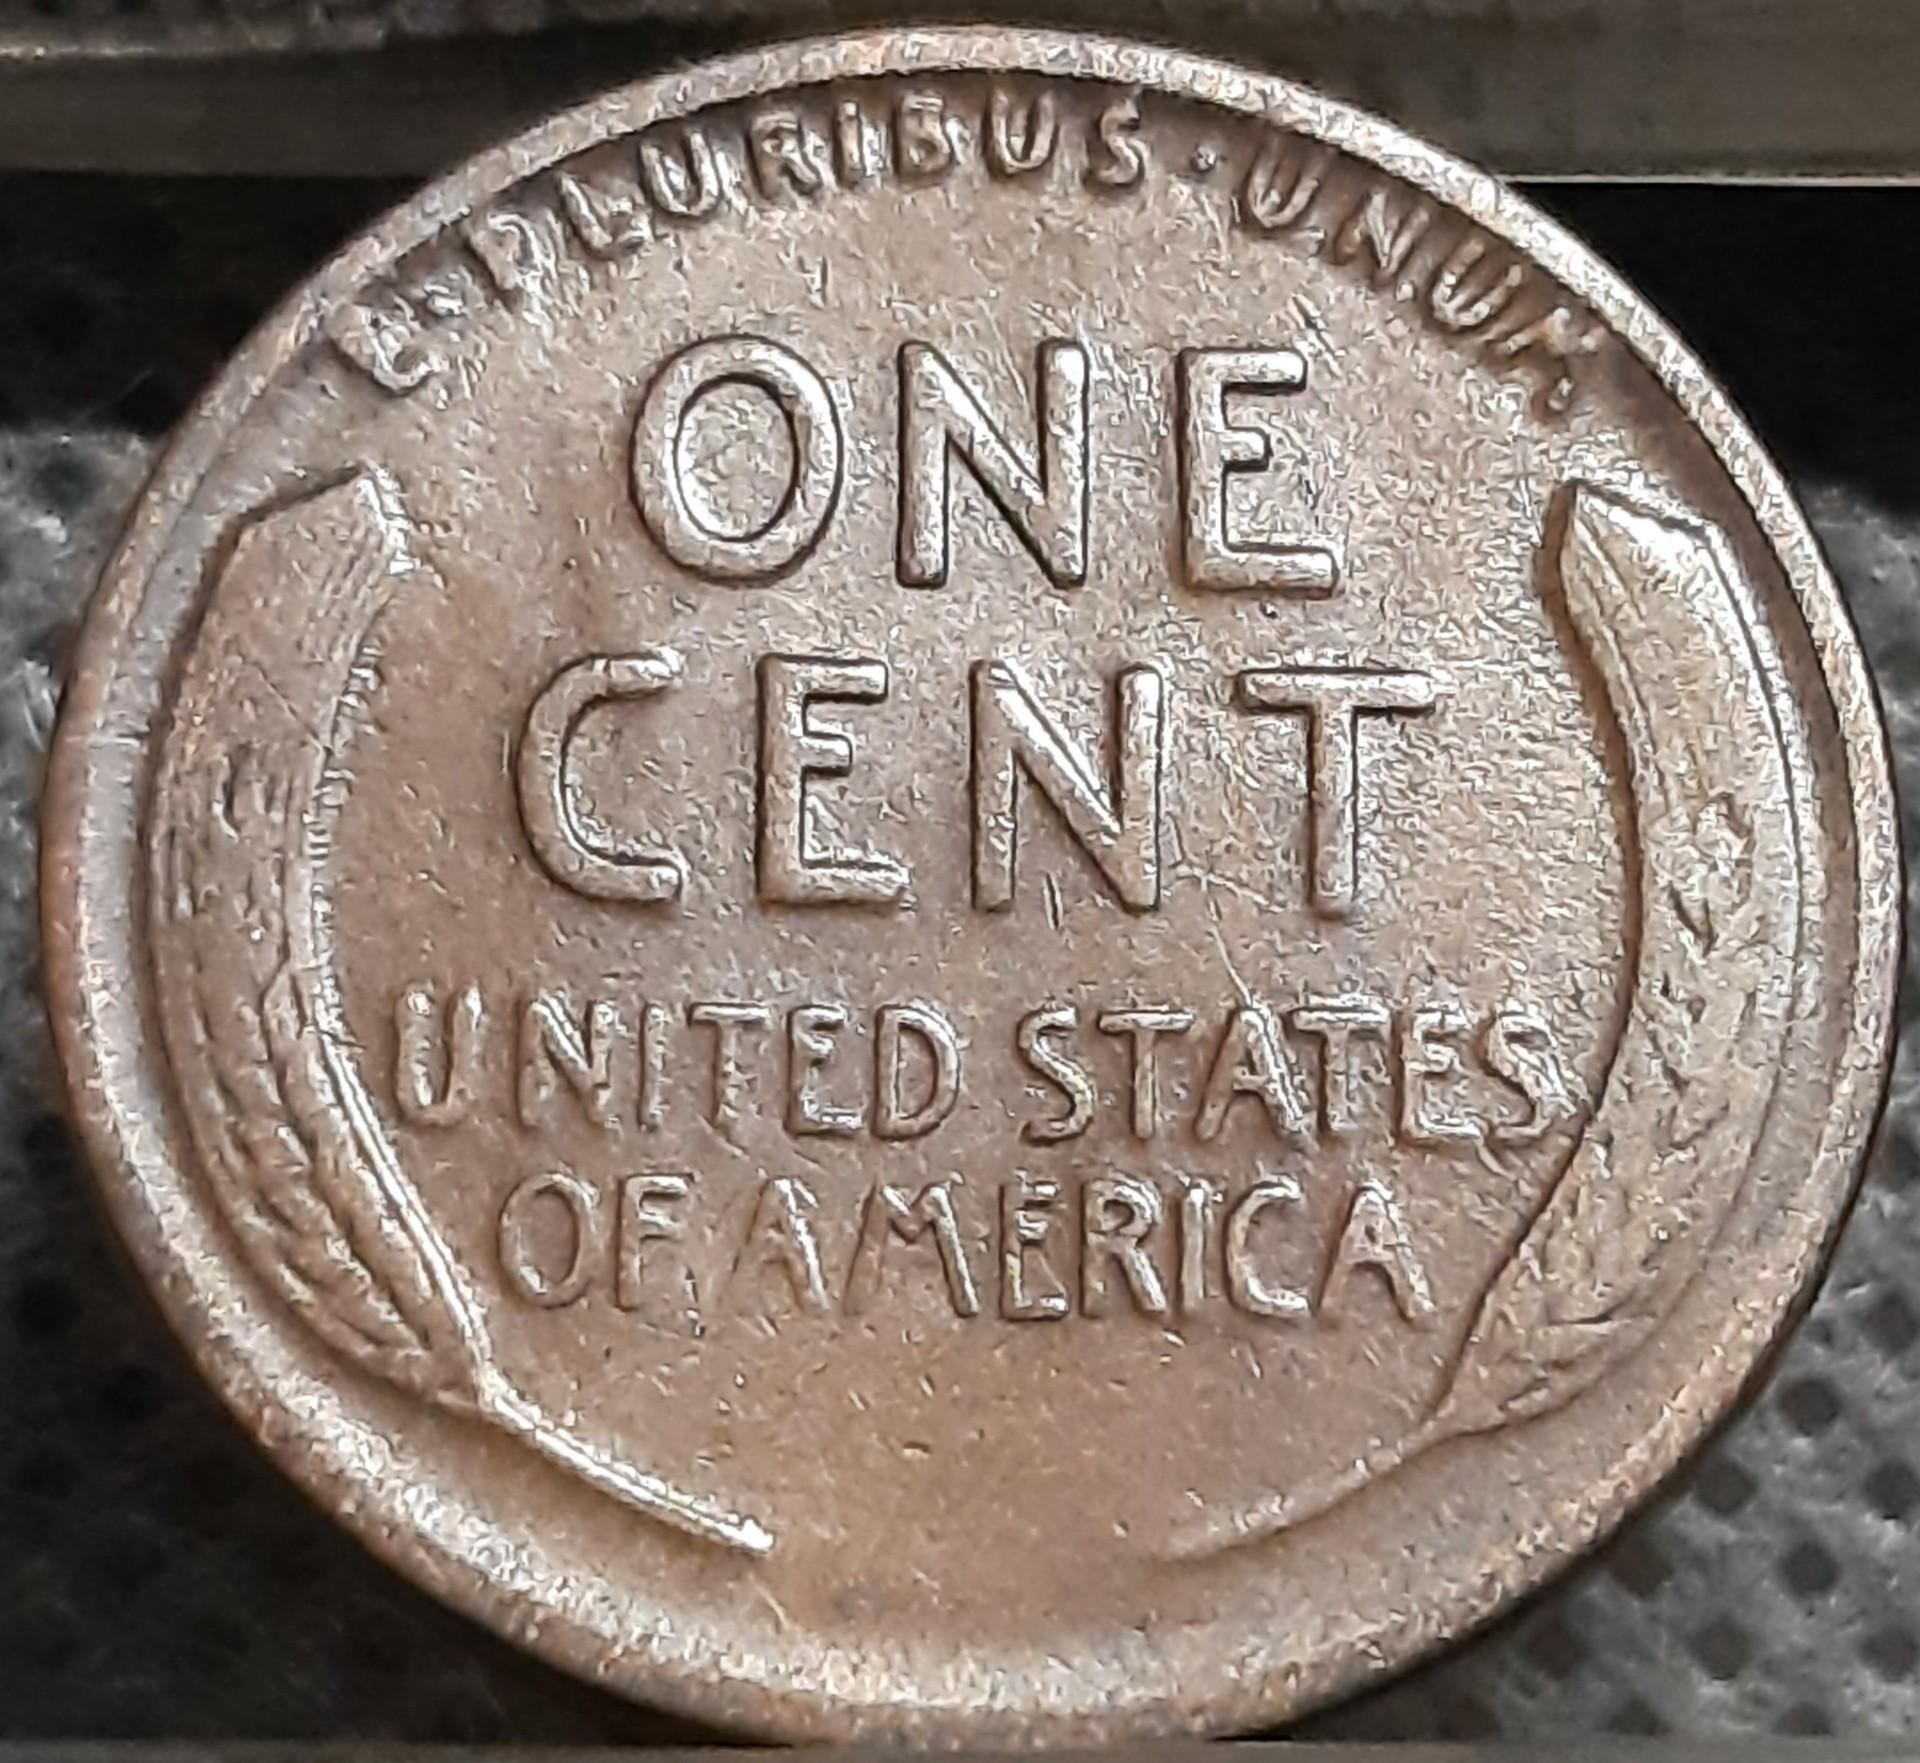 E·PLURIBUS·UNUM
ONE
CENT
UNITED STATES
OF AMERICA